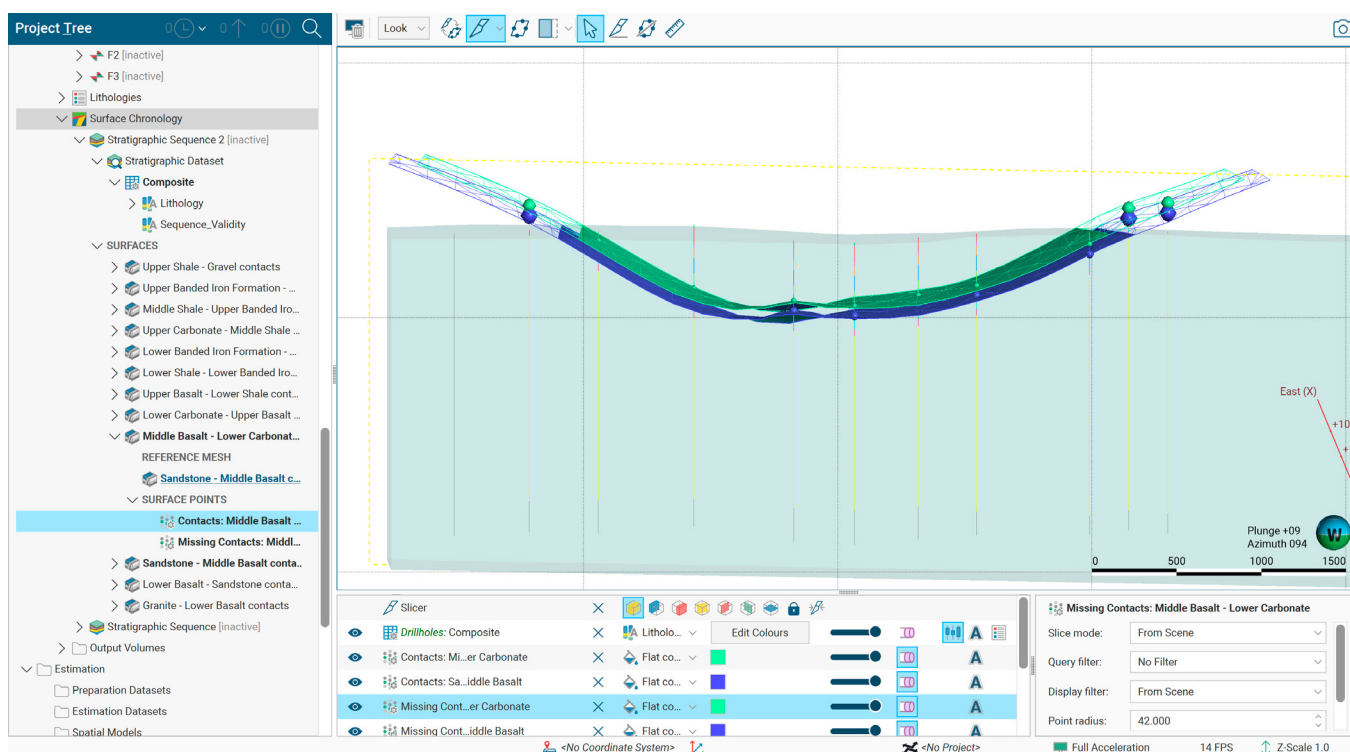 Project Tree
0
0
0
Look
F2 [inactive]
F3 [inactive]
Lithologies
Surface Chronology
Stratigraphic Sequence 2 [inactive]
Stratigraphic Dataset
Composite
Lithology
Sequence_Validity
SURFACES
Upper Shale - Gravel contacts
Upper Banded Iron Formation - ...
Middle Shale - Upper Banded Iro...
Upper Carbonate - Middle Shale ...
Lower Banded Iron Formation - ...
Lower Shale - Lower Banded Iro...
Upper Basalt - Lower Shale cont...
Lower Carbonate - Upper Basalt ...
Middle Basalt - Lower Carbonat...
REFERENCE MESH
Sandstone - Middle Basalt c...
SURFACE POINTS
Contacts: Middle Basalt ...
Missing Contacts: Middl...
Sandstone - Middle Basalt conta..
Lower Basalt - Sandstone conta...
Granite - Lower Basalt contacts
Stratigraphic Sequence [inactive]
Output Volumes
Estimation
Preparation Datasets
Estimation Datasets
Spatial Models
East (X)
+10
+
Plunge +09
Azimuth 094
W
0 500 1000 1500
Slicer
Drillholes: Composite Litholo... Edit Colours A
Contacts: Mi...er Carbonate Flat co... A
Contacts: Sa...iddle Basalt Flat co... A
Missing Cont...er Carbonate Flat co... A
Missing Cont...iddle Basalt Flat co... A
Missing Contacts: Middle Basalt - Lower Carbonate
Slice mode: From Scene
Query filter: No Filter
Display filter: From Scene
Point radius: 42.000
<No Coordinate System> <No Project> Full Acceleration 14 FPS Z-Scale 1.0